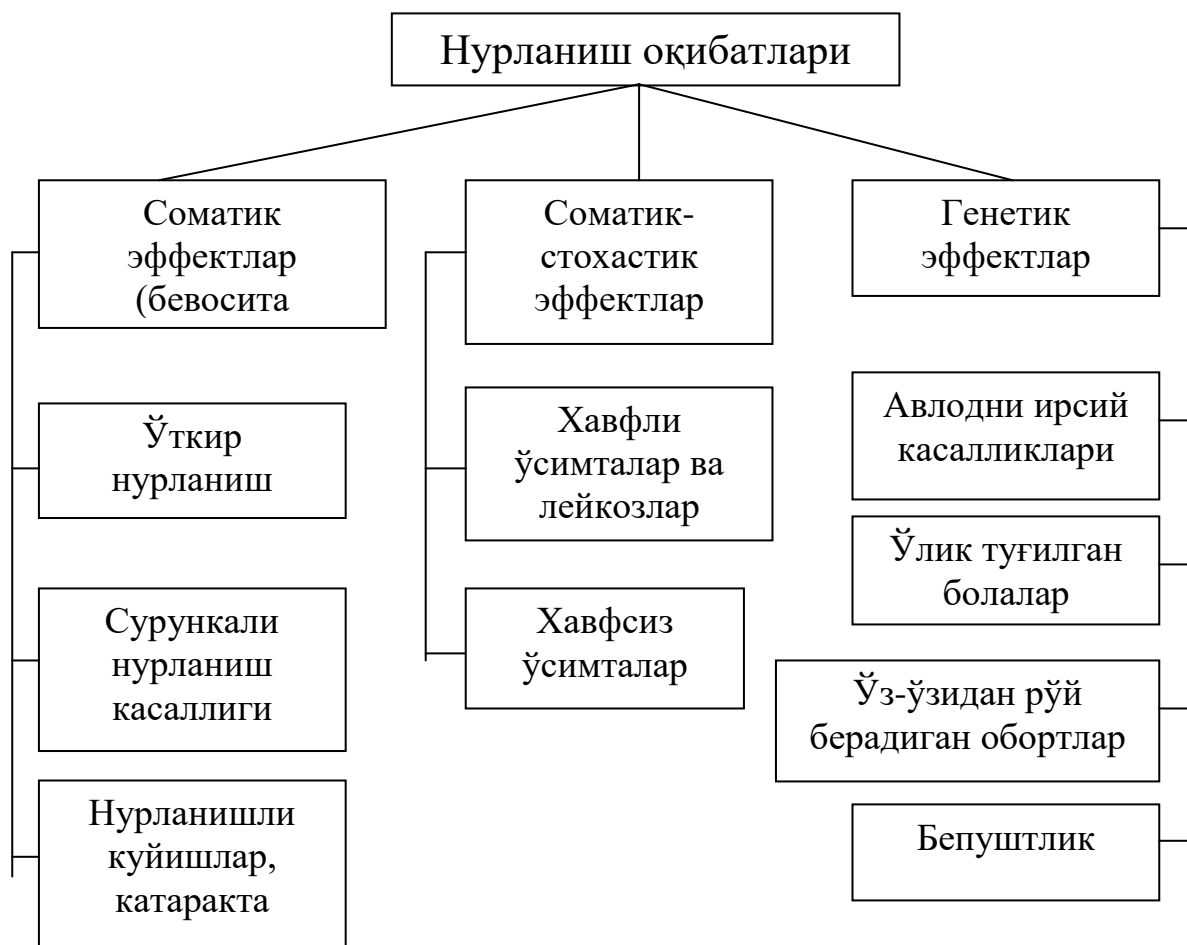 Нурланиш оқибатлари
Соматик
эффектлар
(бевосита
Ўткир
нурланиш
Сурункали
нурланиш
касаллиги
Нурланишли
куйишлар,
катаракта
Соматик-
стохастик
эффектлар
Хавфли
ўсимталар ва
лейкозлар
Хавфсиз
ўсимталар
Генетик
эффектлар
Авлодни ирсий
касалликлари
Ўлик туғилган
болалар
Ўз-ўзидан рўй
берадиган обортлар
Бепуштлик